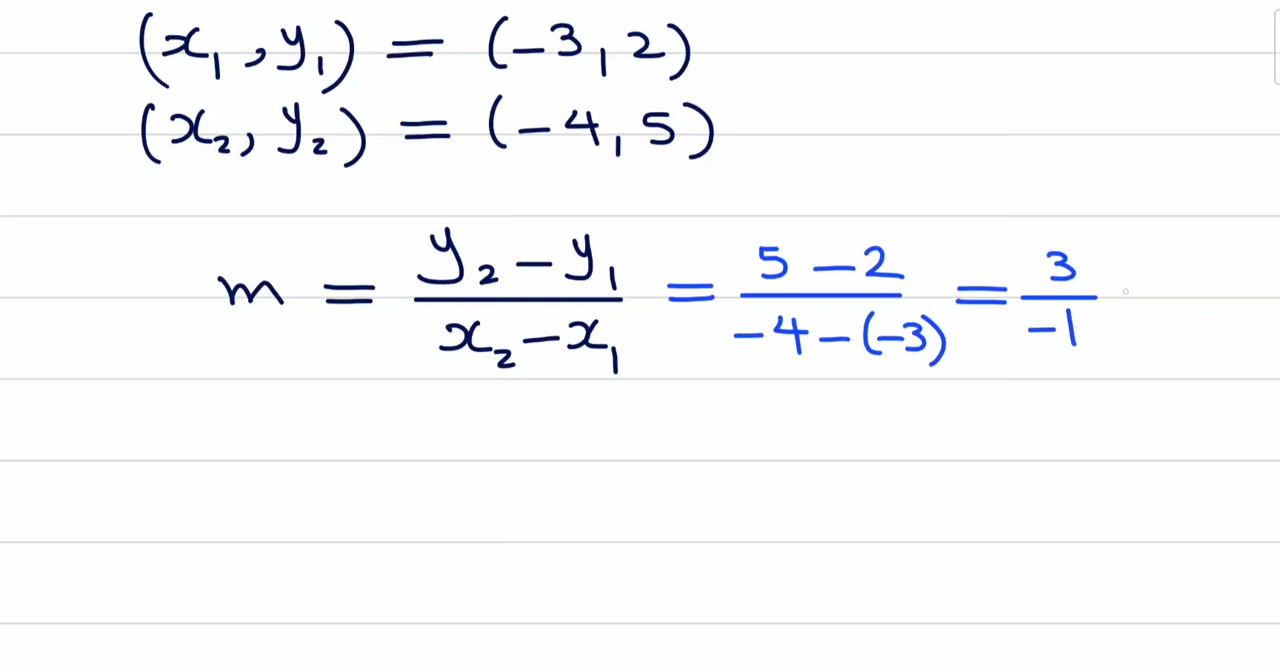 (x₁, y₁) = (-3, 2)
(x₂, y₂) = (-4, 5)
m = (y₂ - y₁)/(x₂ - x₁) = (5 - 2)/(-4 - (-3)) = 3/(-1)